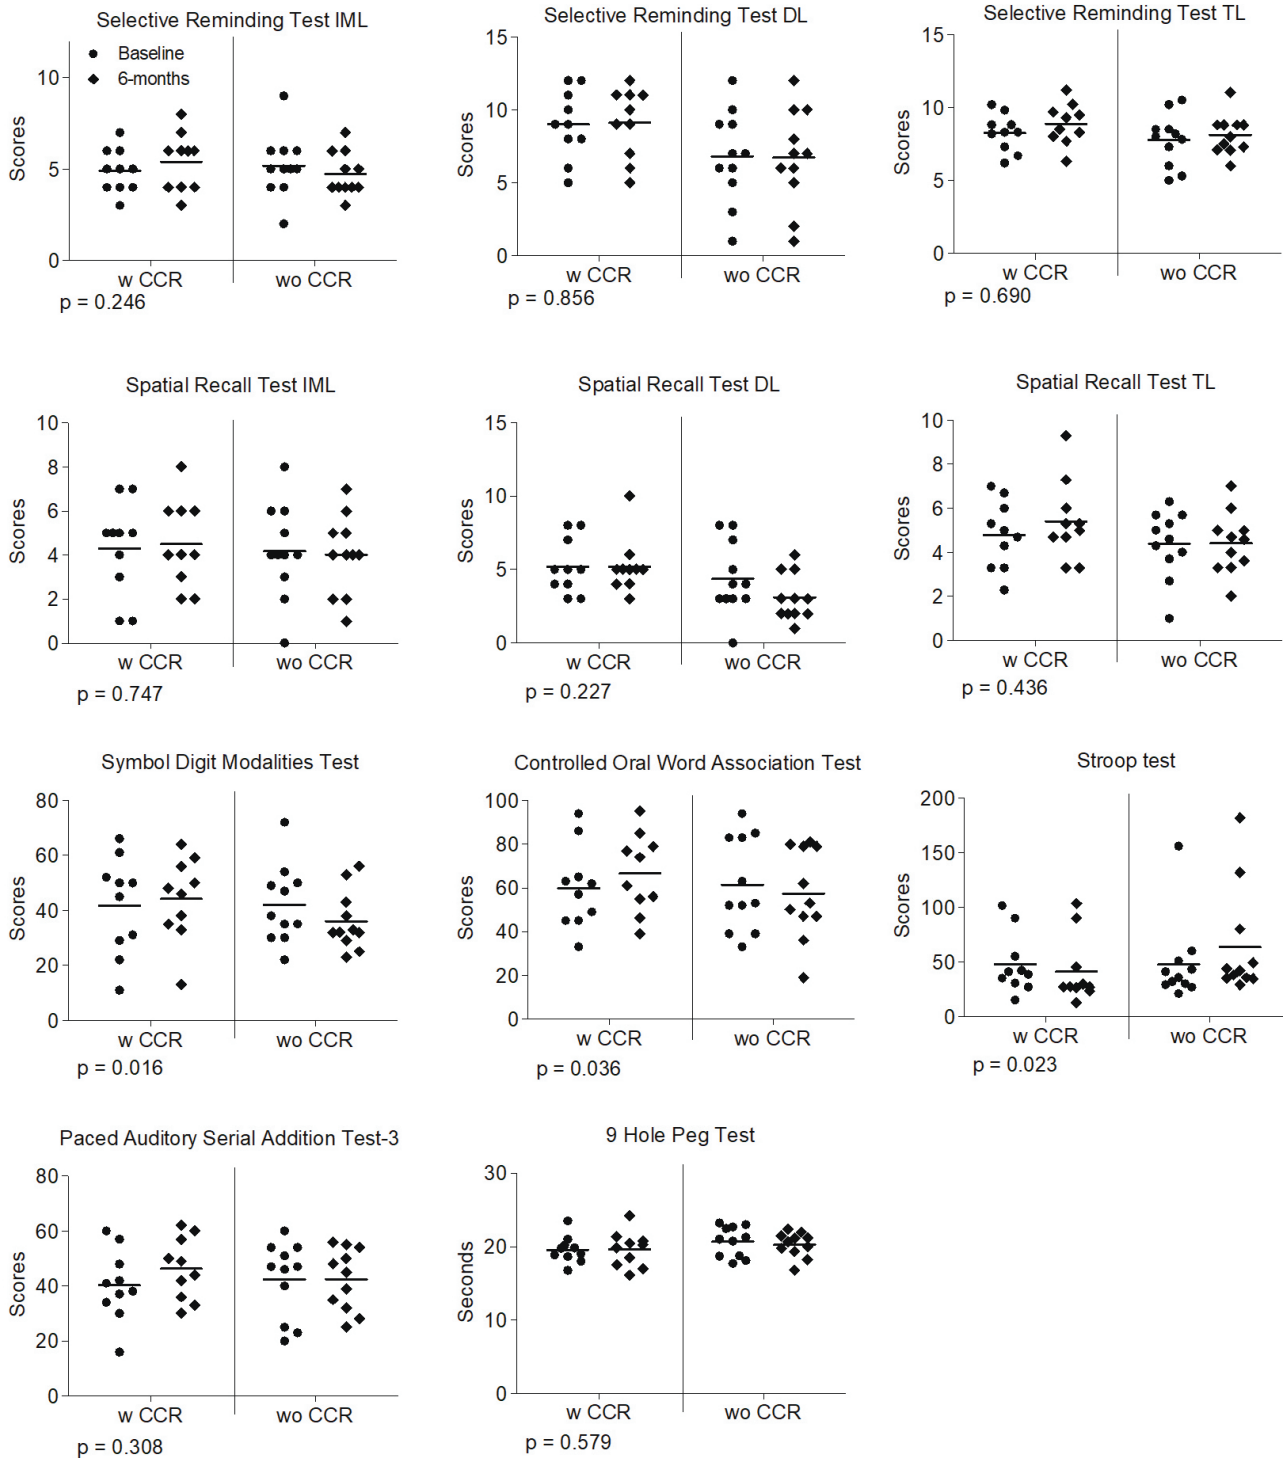 Selective Reminding Test IML
Baseline
6-months
Scores
10
5
0
w CCR
wo CCR
p = 0.246
Selective Reminding Test DL
Scores
15
10
5
0
w CCR
wo CCR
p = 0.856
Selective Reminding Test TL
Scores
15
10
5
0
w CCR
wo CCR
p = 0.690
Spatial Recall Test IML
Scores
10
8
6
4
2
0
w CCR
wo CCR
p = 0.747
Spatial Recall Test DL
Scores
15
10
5
0
w CCR
wo CCR
p = 0.227
Spatial Recall Test TL
Scores
10
8
6
4
2
0
w CCR
wo CCR
p = 0.436
Symbol Digit Modalities Test
Scores
80
60
40
20
0
w CCR
wo CCR
p = 0.016
Controlled Oral Word Association Test
Scores
100
80
60
40
20
0
w CCR
wo CCR
p = 0.036
Stroop test
Scores
200
150
100
50
0
w CCR
wo CCR
p = 0.023
Paced Auditory Serial Addition Test-3
Scores
80
60
40
20
0
w CCR
wo CCR
p = 0.308
9 Hole Peg Test
Seconds
30
20
10
0
w CCR
wo CCR
p = 0.579